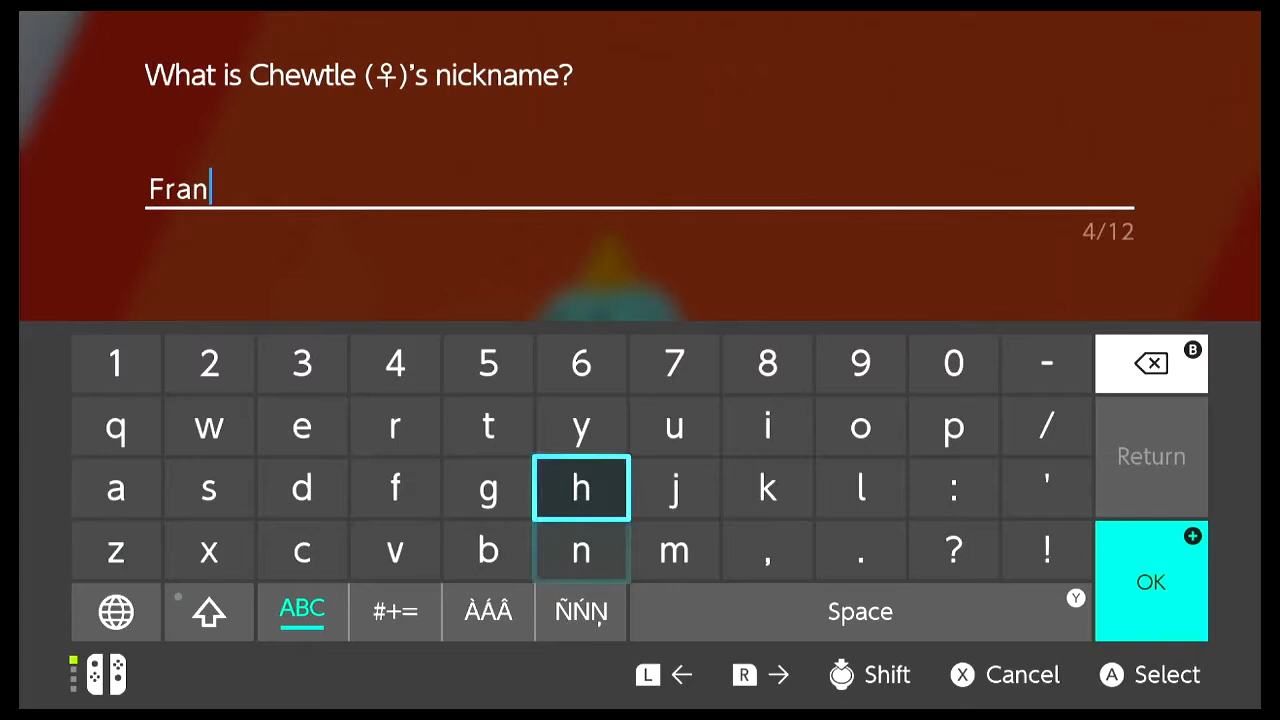 What is Chewtle (♀)'s nickname?
Fran
4/12
1 2 3 4 5 6 7 8 9 0 - B
q w e r t y u i o p /
Return
a s d f g h j k l : '
z x c v b n m , . ? ! +
OK
ABC #+= ÀÁÂ ÑŃŅ Space Y
L ← R → Shift X Cancel A Select